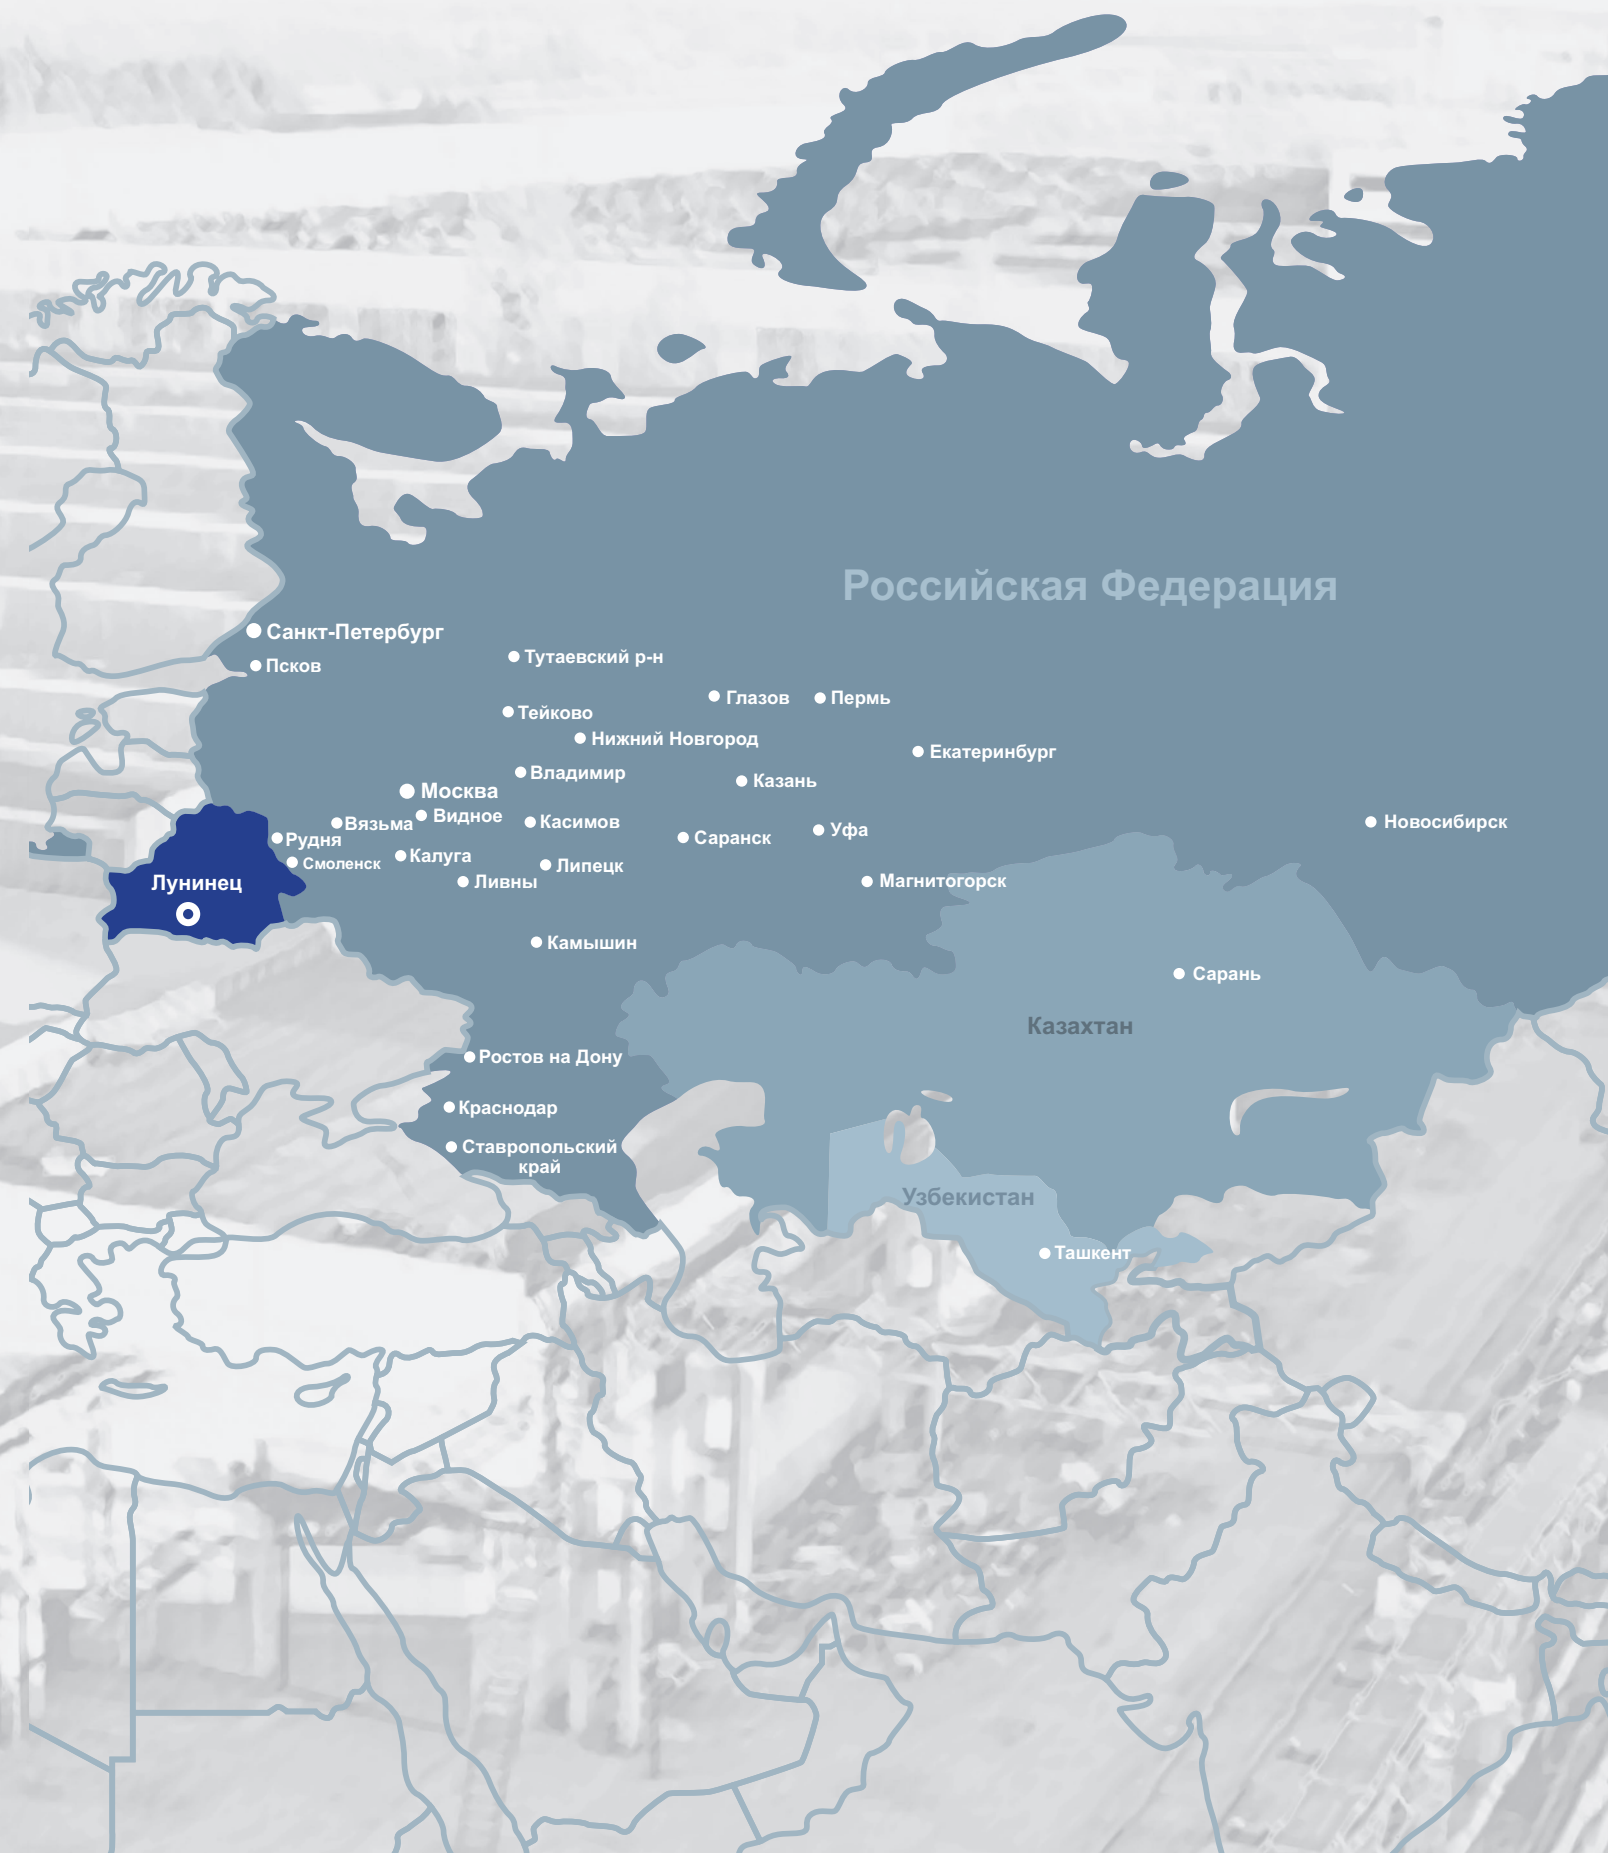 Российская Федерация
Санкт-Петербург
Псков
Тутаевский р-н
Глазов
Пермь
Тейково
Нижний Новгород
Екатеринбург
Владимир
Казань
Москва
Видное
Вязьма
Касимов
Уфа
Новосибирск
Рудня
Саранск
Смоленск
Калуга
Липецк
Ливны
Магнитогорск
Лунинец
Камышин
Сарань
Казахтан
Ростов на Дону
Краснодар
Ставропольский
край
Узбекистан
Ташкент